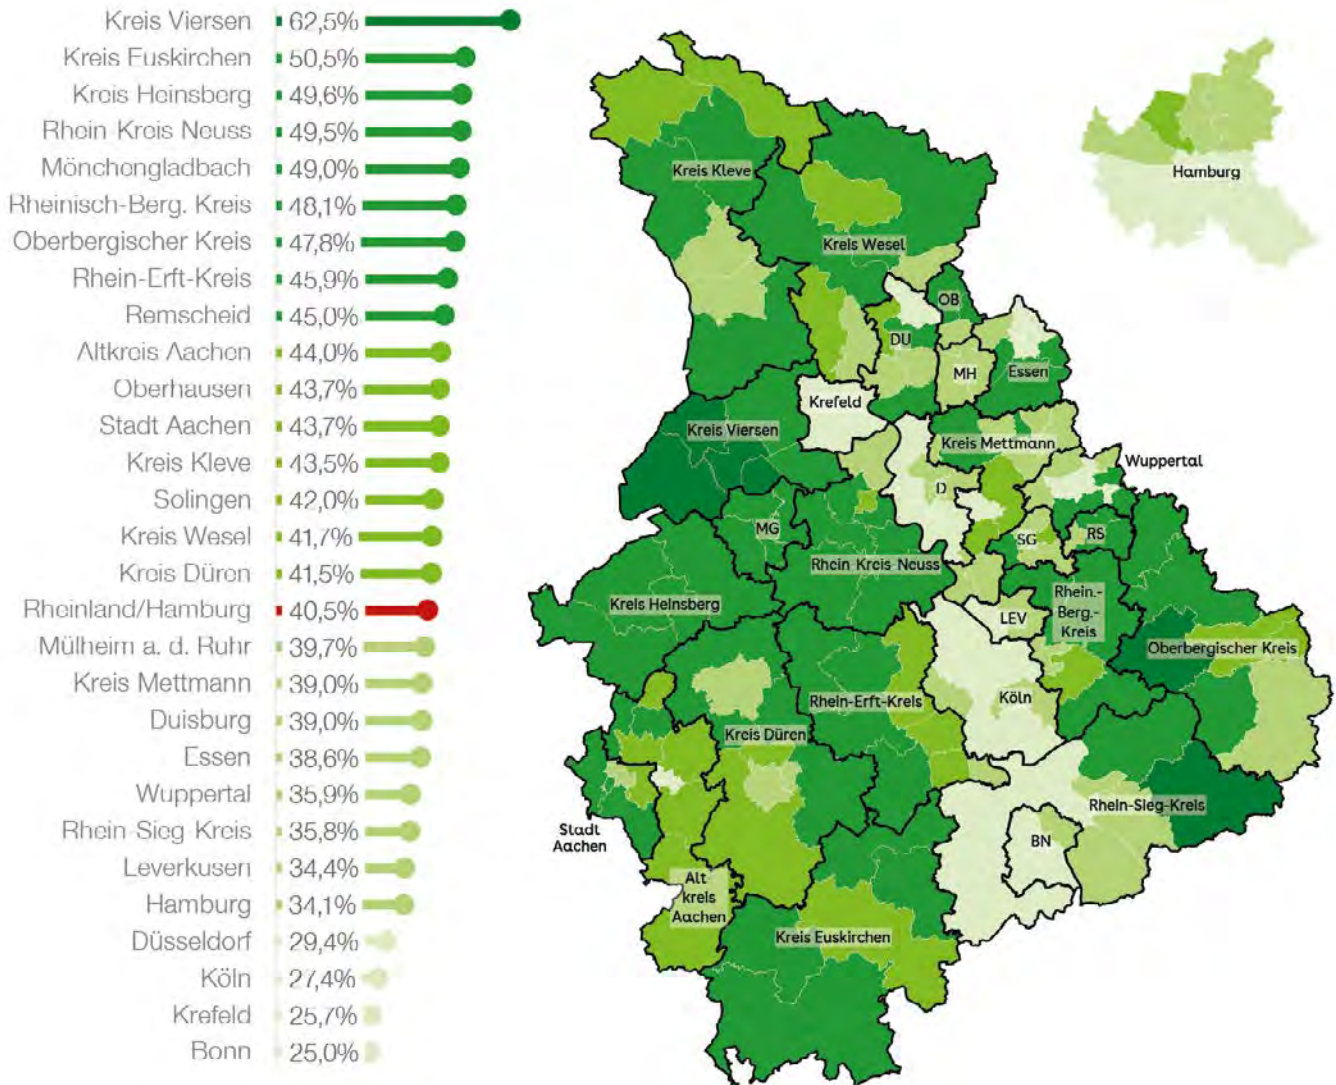 Kreis Viersen 62,5%
Kreis Euskirchen 50,5%
Kreis Heinsberg 49,6%
Rhein-Kreis Neuss 49,5%
Mönchengladbach 49,0%
Rheinisch-Berg. Kreis 48,1%
Oberbergischer Kreis 47,8%
Rhein-Erft-Kreis 45,9%
Remscheid 45,0%
Altkreis Aachen 44,0%
Oberhausen 43,7%
Stadt Aachen 43,7%
Kreis Kleve 43,5%
Solingen 42,0%
Kreis Wesel 41,7%
Kreis Düren 41,5%
Rheinland/Hamburg 40,5%
Mülheim a. d. Ruhr 39,7%
Kreis Mettmann 39,0%
Duisburg 39,0%
Essen 38,6%
Wuppertal 35,9%
Rhein-Sieg-Kreis 35,8%
Leverkusen 34,4%
Hamburg 34,1%
Düsseldorf 29,4%
Köln 27,4%
Krefeld 25,7%
Bonn 25,0%
Hamburg
Kreis Kleve
Kreis Wesel
OB
DU
MH
Essen
Krefeld
Kreis Viersen
Kreis Mettmann
Wuppertal
D
MG
SG
RS
Rhein-Kreis-Neuss
Kreis Heinsberg
LEV
Rhein.-
Berg.-
Kreis
Oberbergischer Kreis
Köln
Rhein-Erft-Kreis
Kreis Düren
Rhein-Sieg-Kreis
Stadt
Aachen
BN
Alt
kreis
Aachen
Kreis Euskirchen